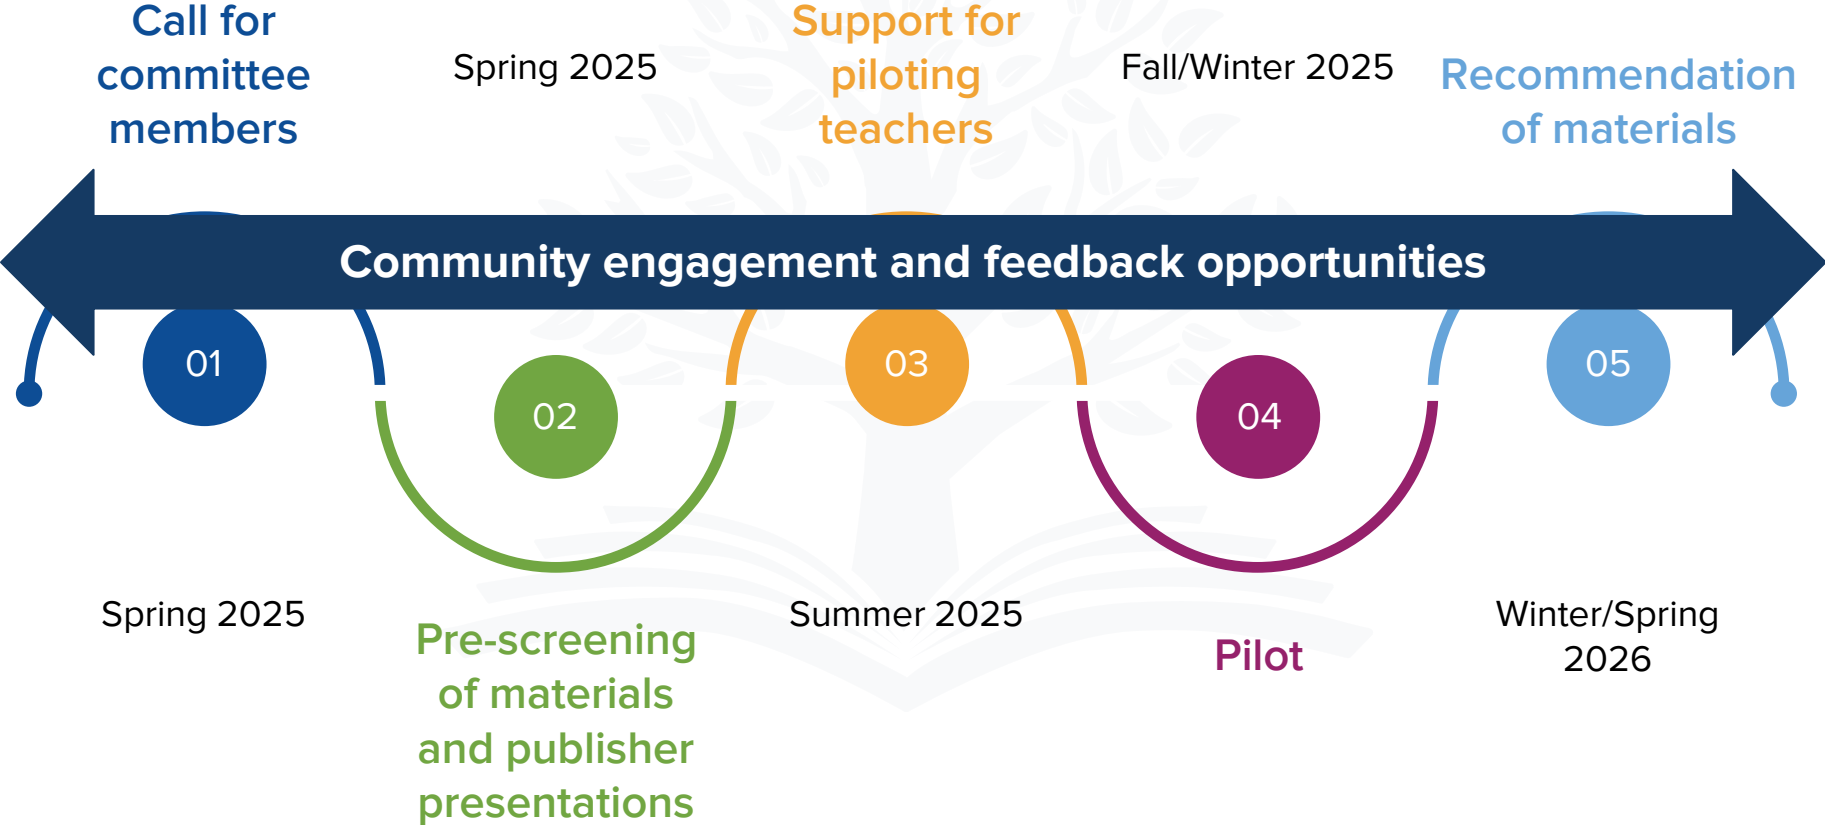 Call for
committee
members
Spring 2025
Support for
piloting
teachers
Fall/Winter 2025
Recommendation
of materials
Community engagement and feedback opportunities
01
02
03
04
05
Spring 2025
Pre-screening
of materials
and publisher
presentations
Summer 2025
Pilot
Winter/Spring
2026